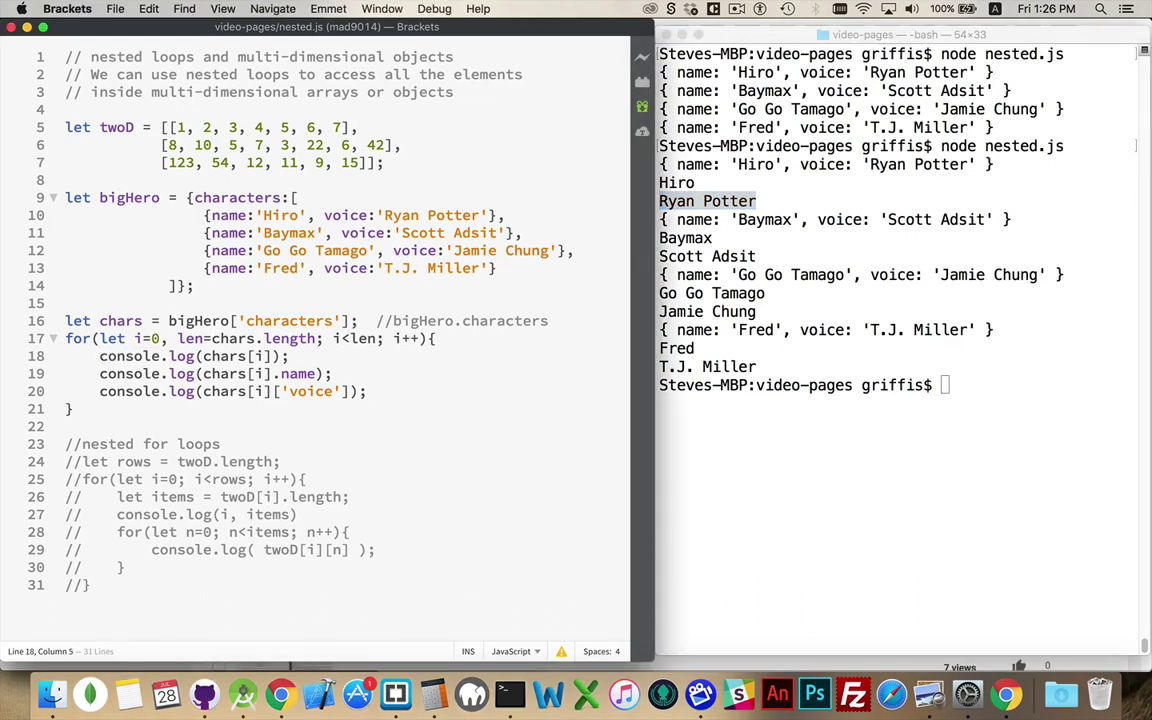 Brackets File Edit Find View Navigate Emmet Window Debug Help 100% Fri 1:26 PM
video-pages/nested.js (mad9014) — Brackets
1 // nested loops and multi-dimensional objects
2 // We can use nested loops to access all the elements
3 // inside multi-dimensional arrays or objects
4
5 let twoD = [[1, 2, 3, 4, 5, 6, 7],
6 [8, 10, 5, 7, 3, 22, 6, 42],
7 [123, 54, 12, 11, 9, 15]];
8
9 let bigHero = {characters:[
10 {name:'Hiro', voice:'Ryan Potter'},
11 {name:'Baymax', voice:'Scott Adsit'},
12 {name:'Go Go Tamago', voice:'Jamie Chung'},
13 {name:'Fred', voice:'T.J. Miller'}
14 ]};
15
16 let chars = bigHero['characters']; //bigHero.characters
17 for(let i=0, len=chars.length; i<len; i++){
18 console.log(chars[i]);
19 console.log(chars[i].name);
20 console.log(chars[i]['voice']);
21 }
22
23 //nested for loops
24 //let rows = twoD.length;
25 //for(let i=0; i<rows; i++){
26 // let items = twoD[i].length;
27 // console.log(i, items)
28 // for(let n=0; n<items; n++){
29 // console.log( twoD[i][n] );
30 // }
31 //}
Line 18, Column 5 — 31 Lines INS JavaScript Spaces: 4
video-pages — -bash — 54×33
Steves-MBP:video-pages griffis$ node nested.js
{ name: 'Hiro', voice: 'Ryan Potter' }
{ name: 'Baymax', voice: 'Scott Adsit' }
{ name: 'Go Go Tamago', voice: 'Jamie Chung' }
{ name: 'Fred', voice: 'T.J. Miller' }
Steves-MBP:video-pages griffis$ node nested.js
{ name: 'Hiro', voice: 'Ryan Potter' }
Hiro
Ryan Potter
{ name: 'Baymax', voice: 'Scott Adsit' }
Baymax
Scott Adsit
{ name: 'Go Go Tamago', voice: 'Jamie Chung' }
Go Go Tamago
Jamie Chung
{ name: 'Fred', voice: 'T.J. Miller' }
Fred
T.J. Miller
Steves-MBP:video-pages griffis$
7 views 0
JUL
28
1
An
Ps
Fz